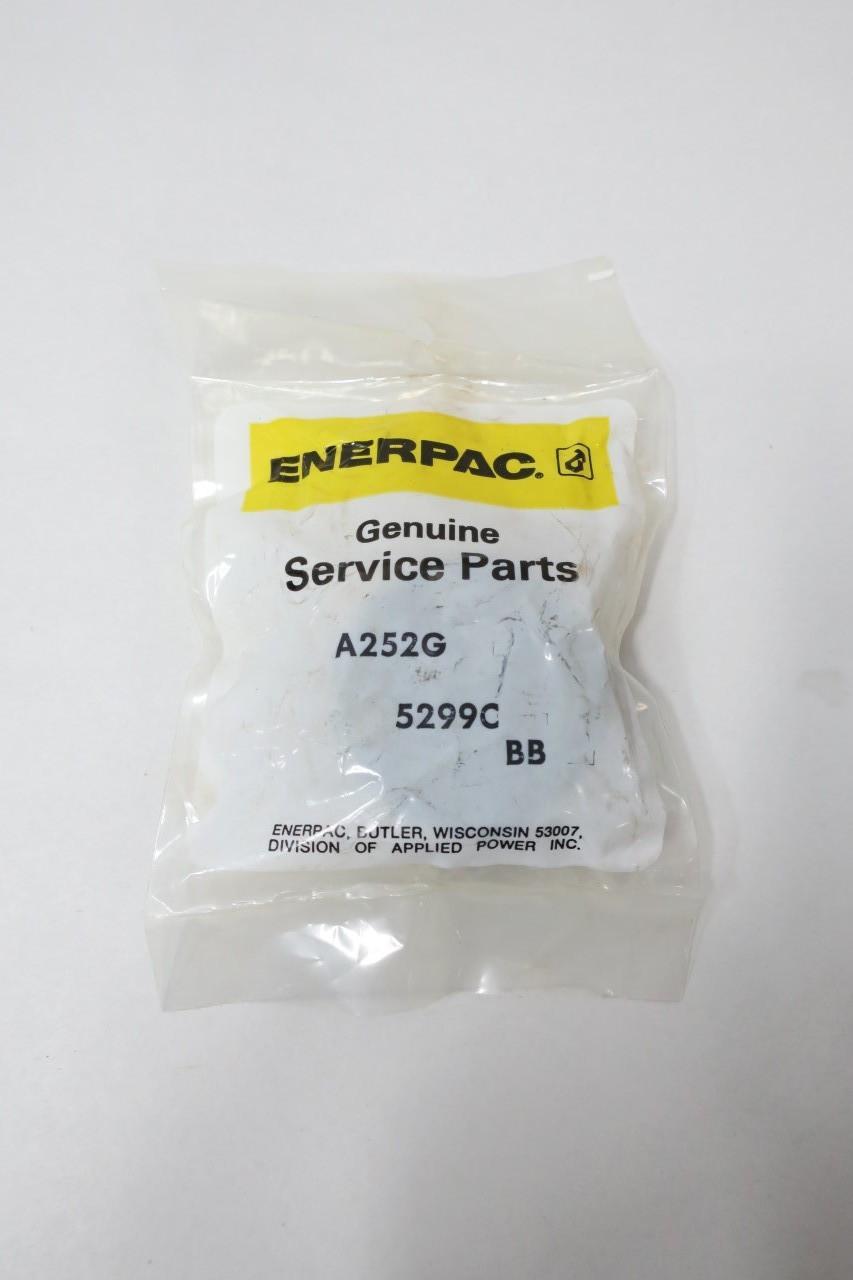 ENERPAC.
Genuine
Service Parts
A252G
5299C
BB
ENERPAC, BUTLER, WISCONSIN 53007,
DIVISION OF APPLIED POWER INC.